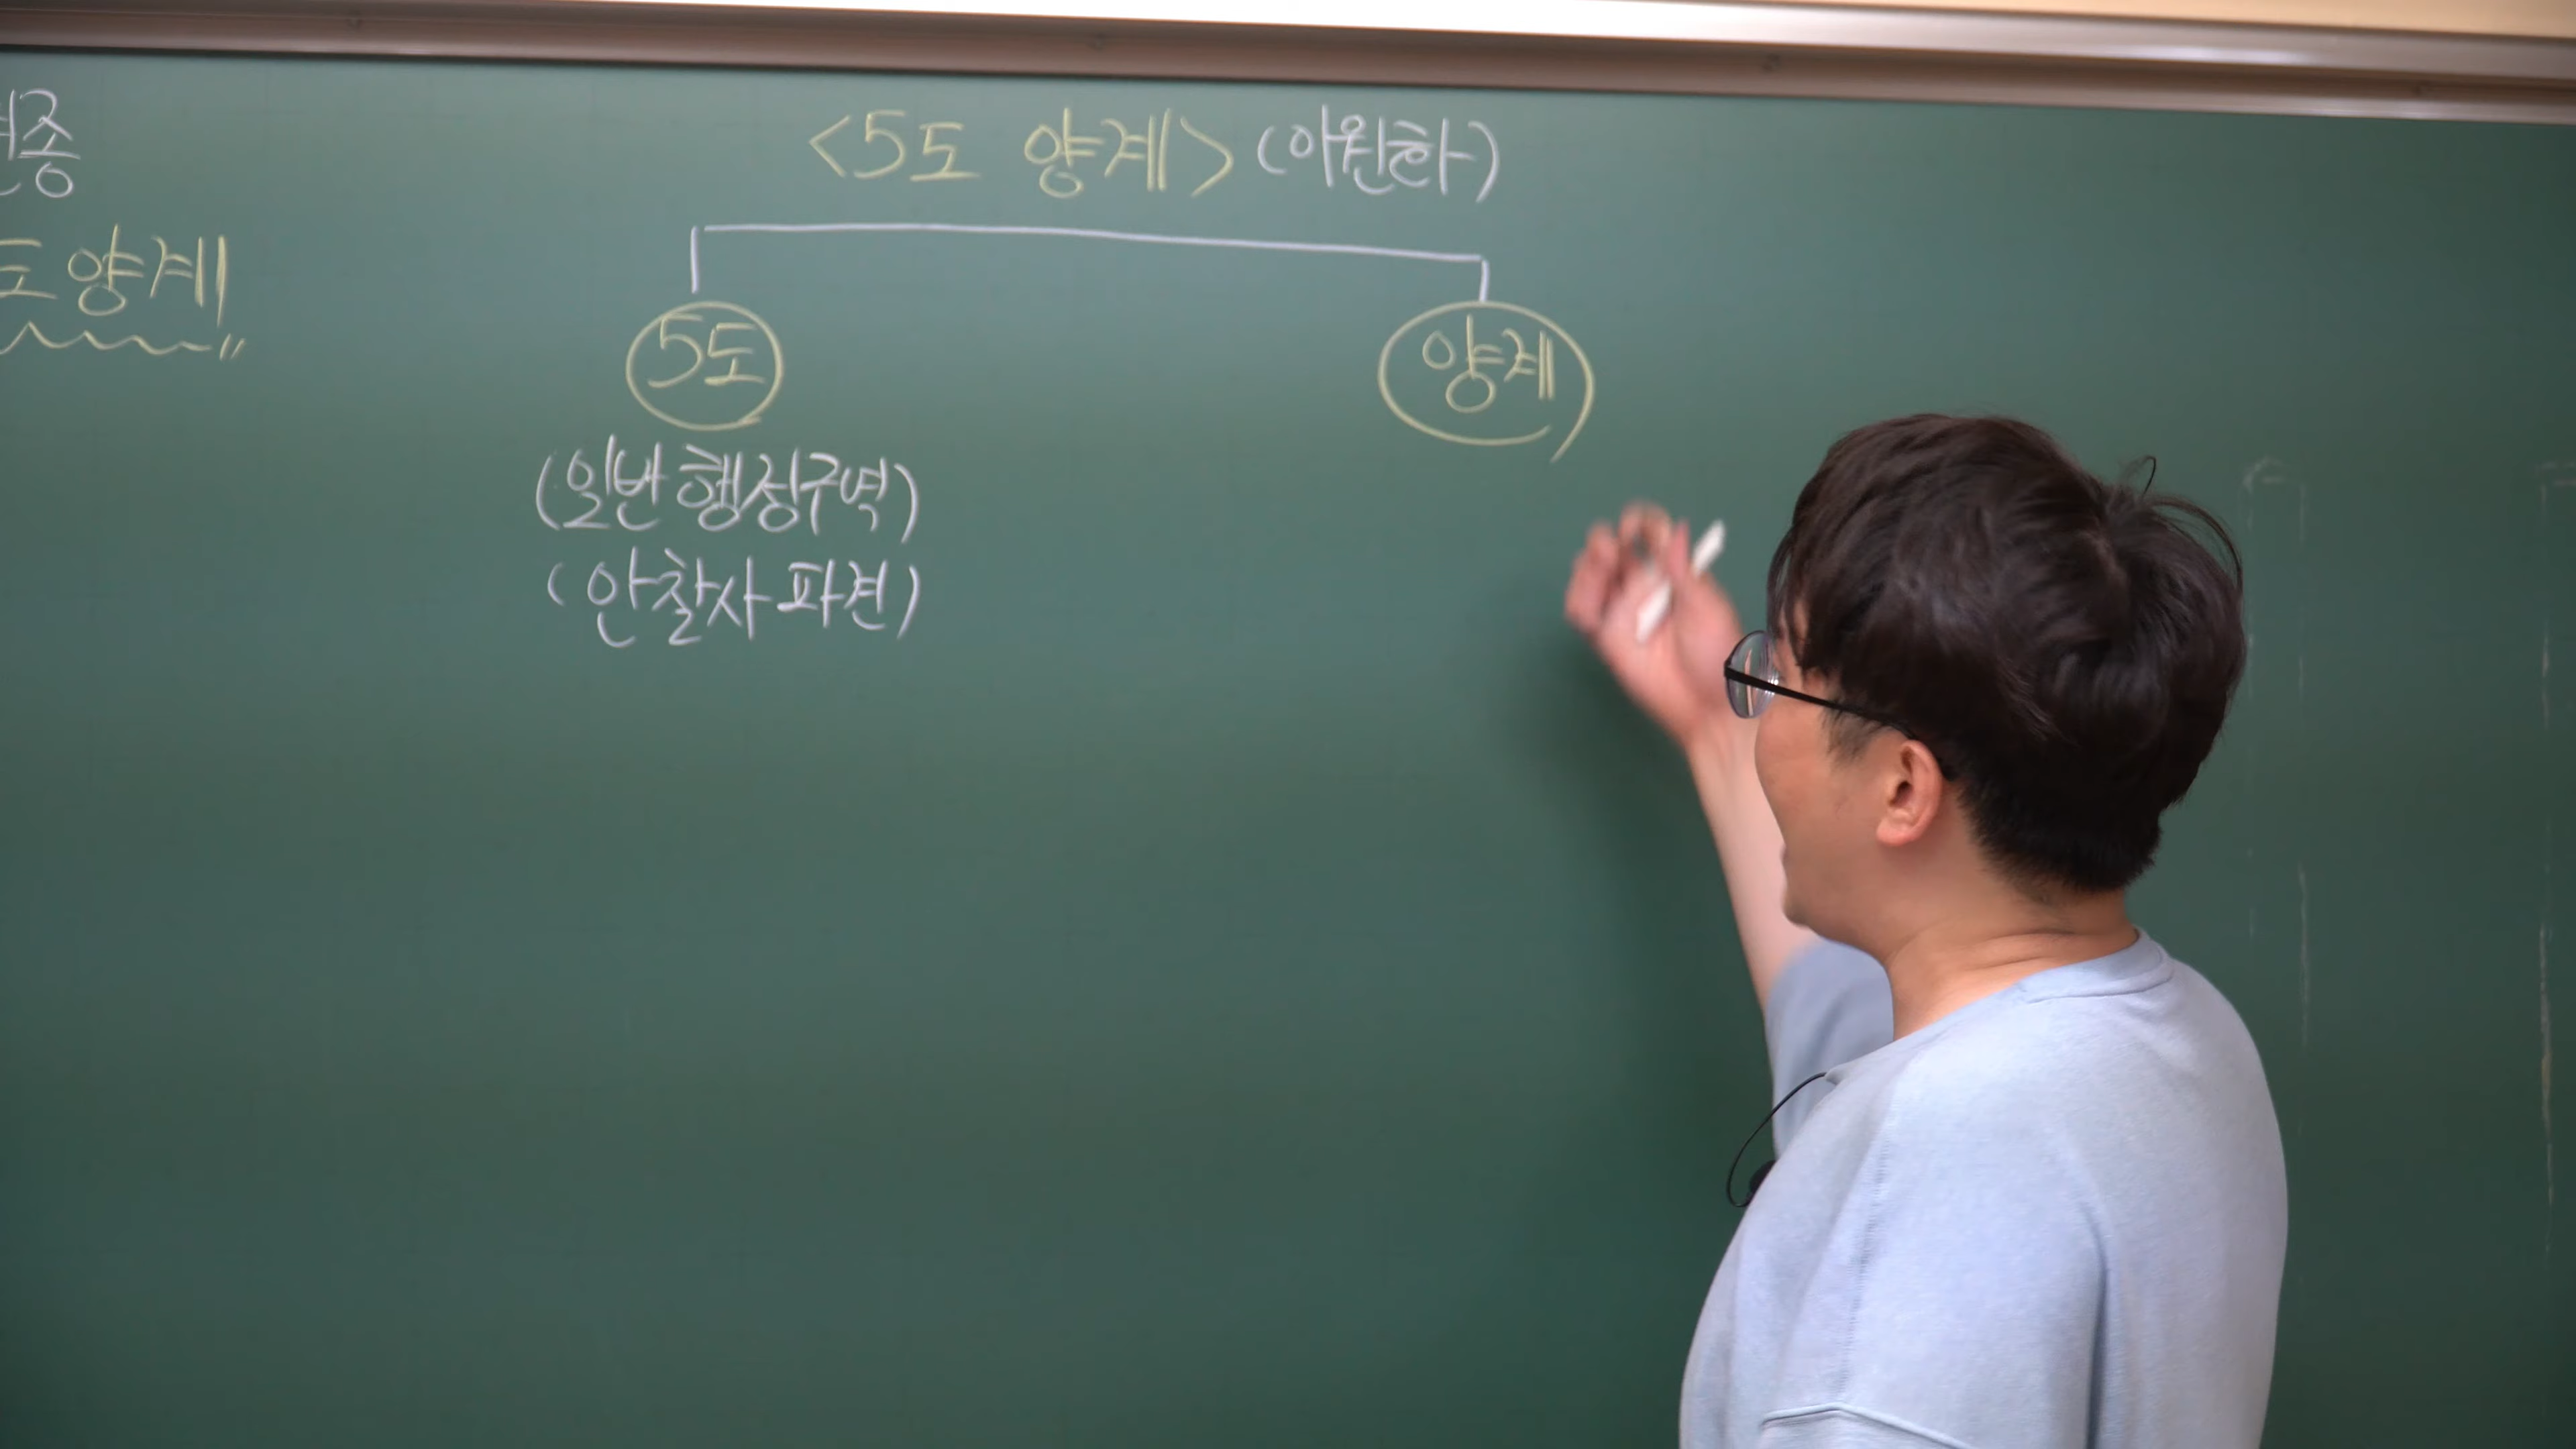 종
도 양계
<5도 양계> (이원화)
5도
양계
(일반 행정구역)
(안찰사 파견)